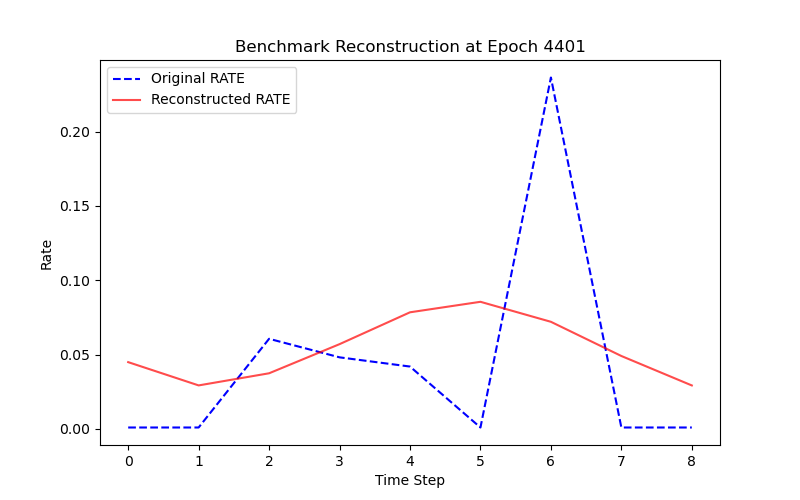 Benchmark Reconstruction at Epoch 4401
Original RATE
Reconstructed RATE
0.20
0.15
0.10
0.05
0.00
Rate
0 1 2 3 4 5 6 7 8
Time Step